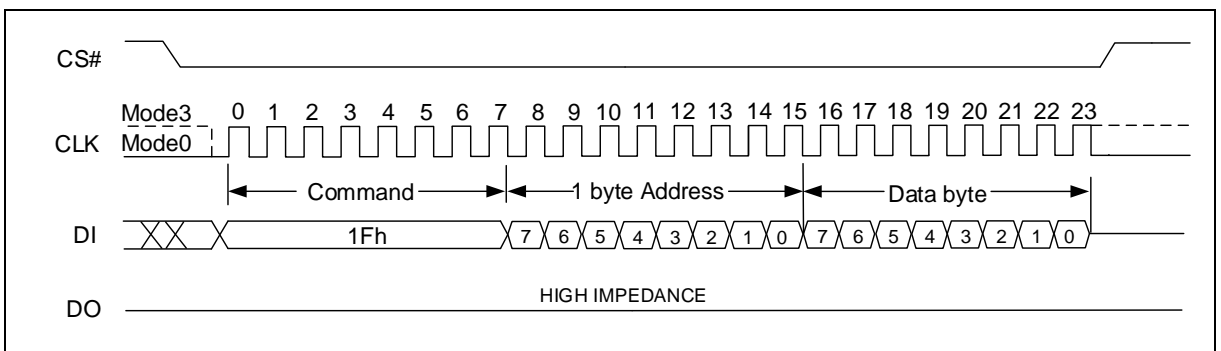 CS#
Mode3 0 1 2 3 4 5 6 7 8 9 10 11 12 13 14 15 16 17 18 19 20 21 22 23
CLK Mode0
Command 1 byte Address Data byte
DI 1Fh 7 6 5 4 3 2 1 0 7 6 5 4 3 2 1 0
HIGH IMPEDANCE
DO